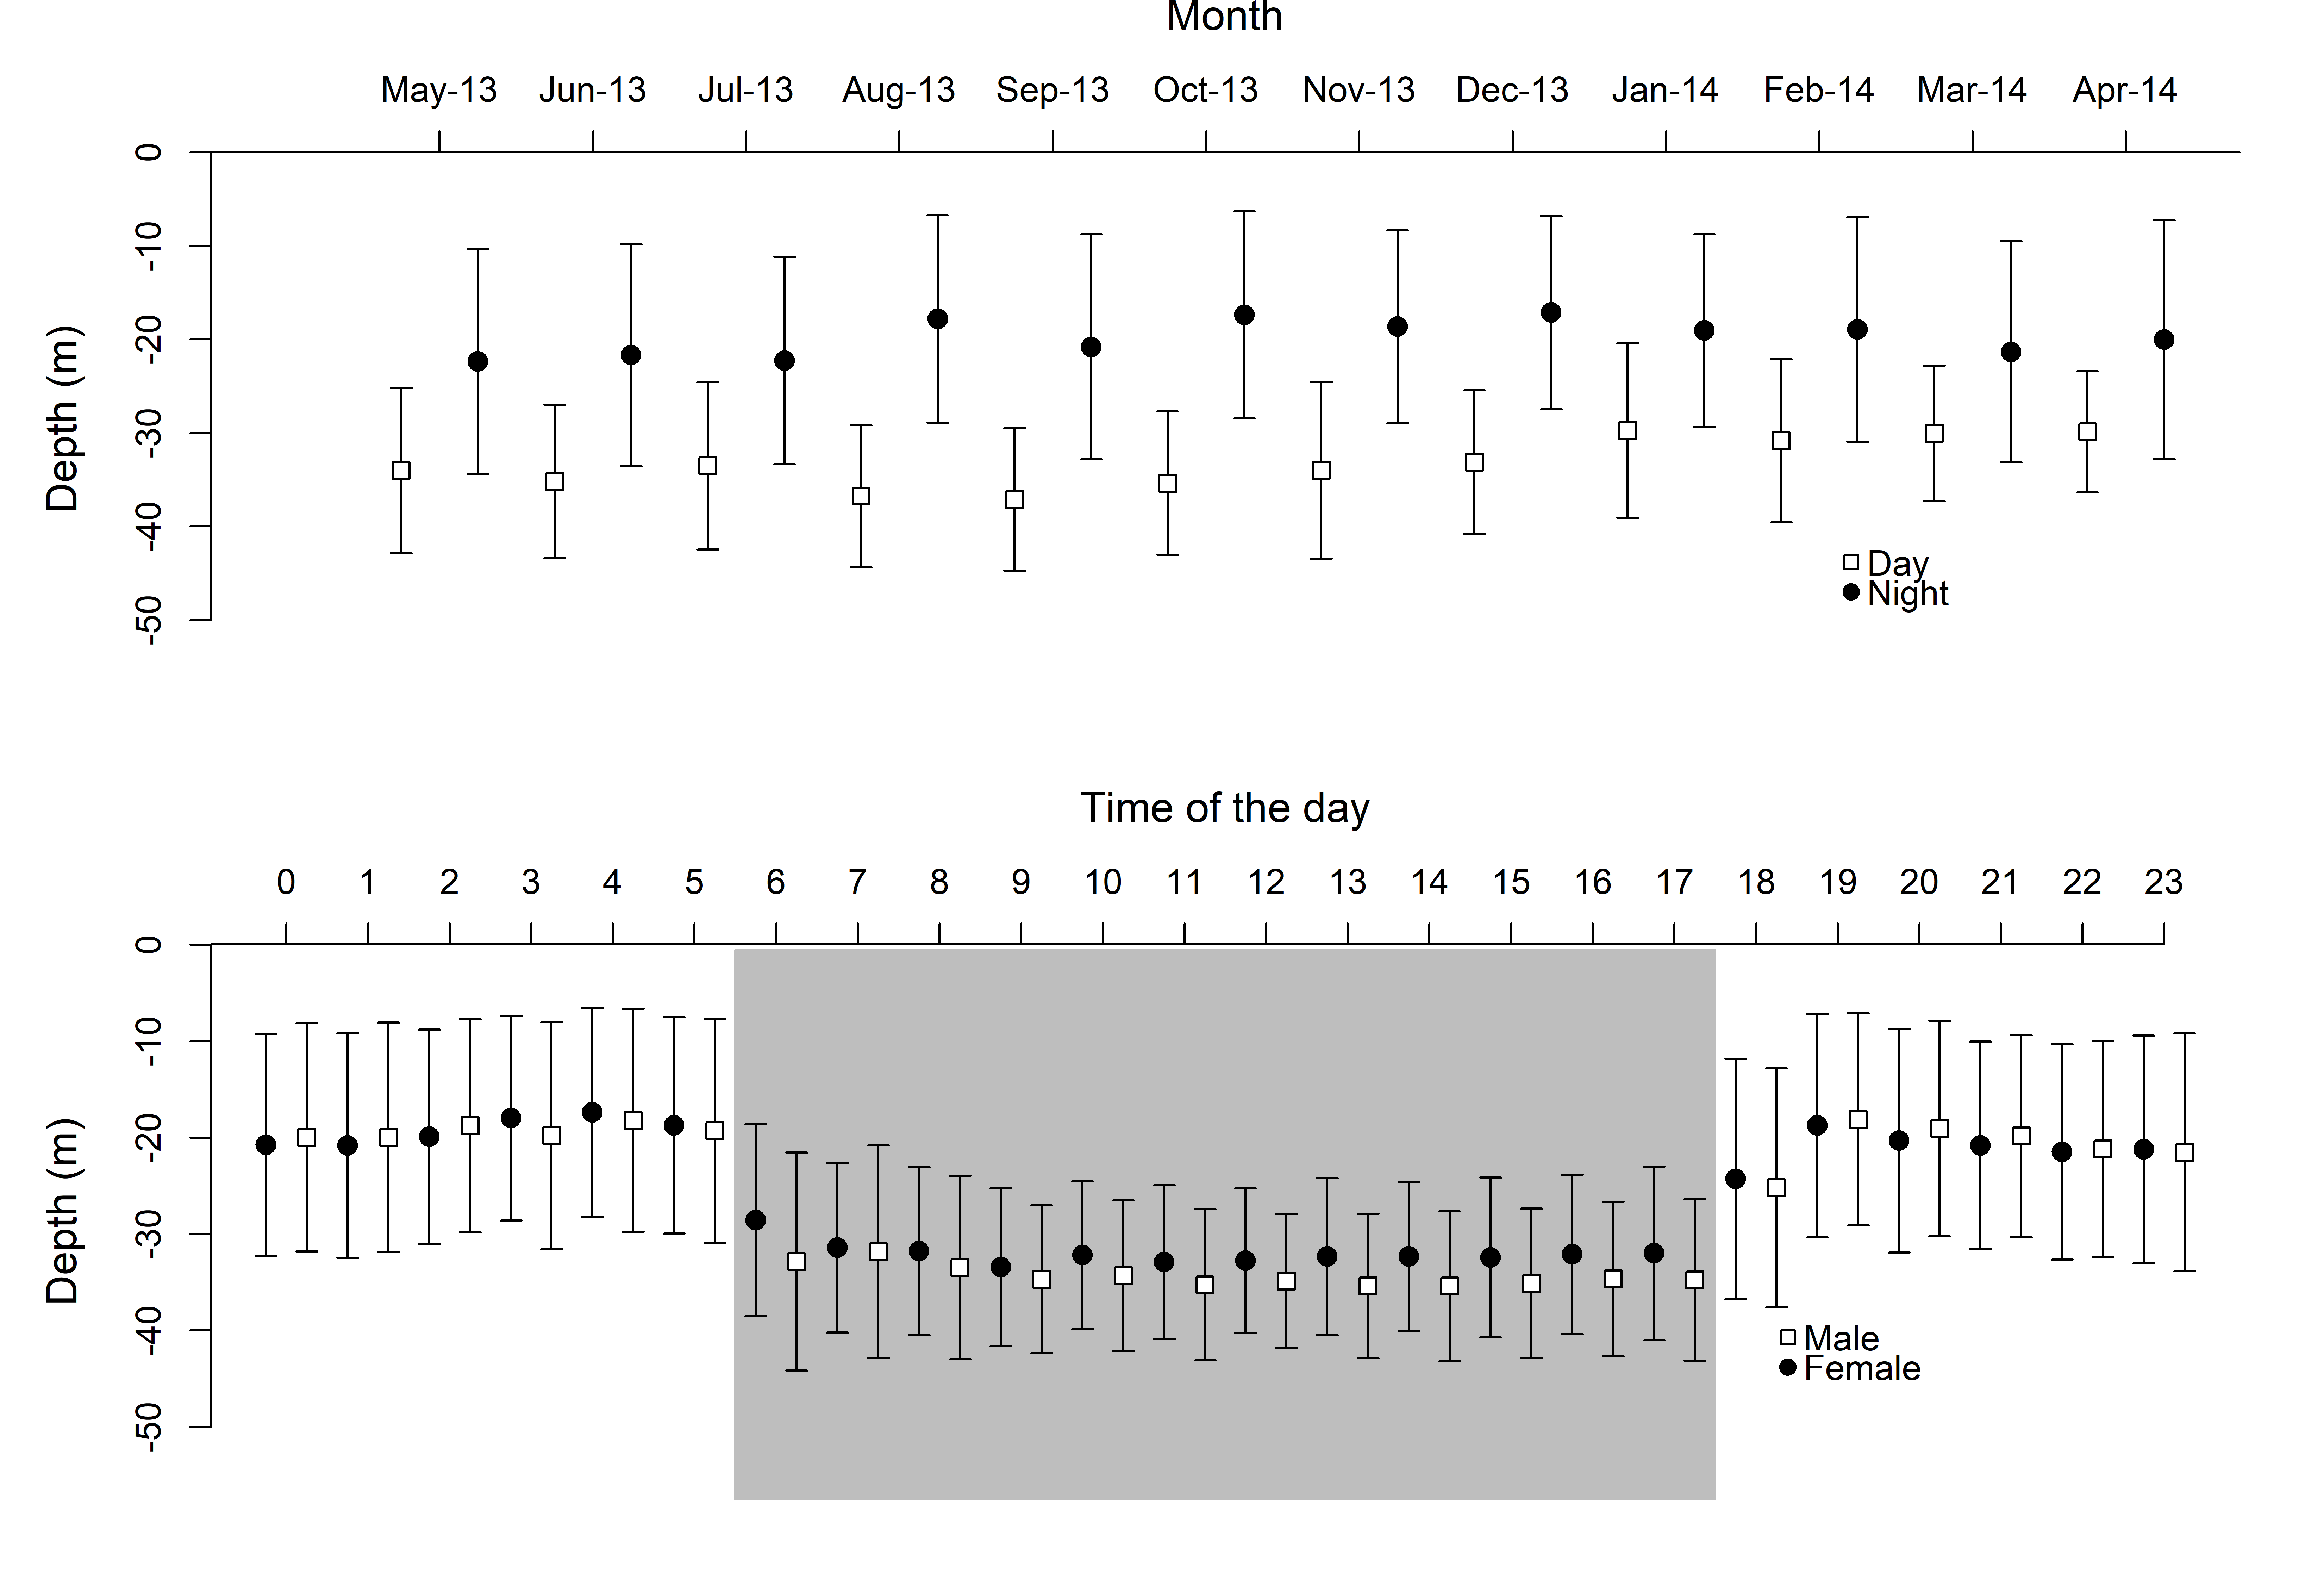 Month
May-13 Jun-13 Jul-13 Aug-13 Sep-13 Oct-13 Nov-13 Dec-13 Jan-14 Feb-14 Mar-14 Apr-14
0
-10
-20
-30
-40
-50
Depth (m)
Day
Night
Time of the day
0 1 2 3 4 5 6 7 8 9 10 11 12 13 14 15 16 17 18 19 20 21 22 23
0
-10
-20
-30
-40
-50
Depth (m)
Male
Female